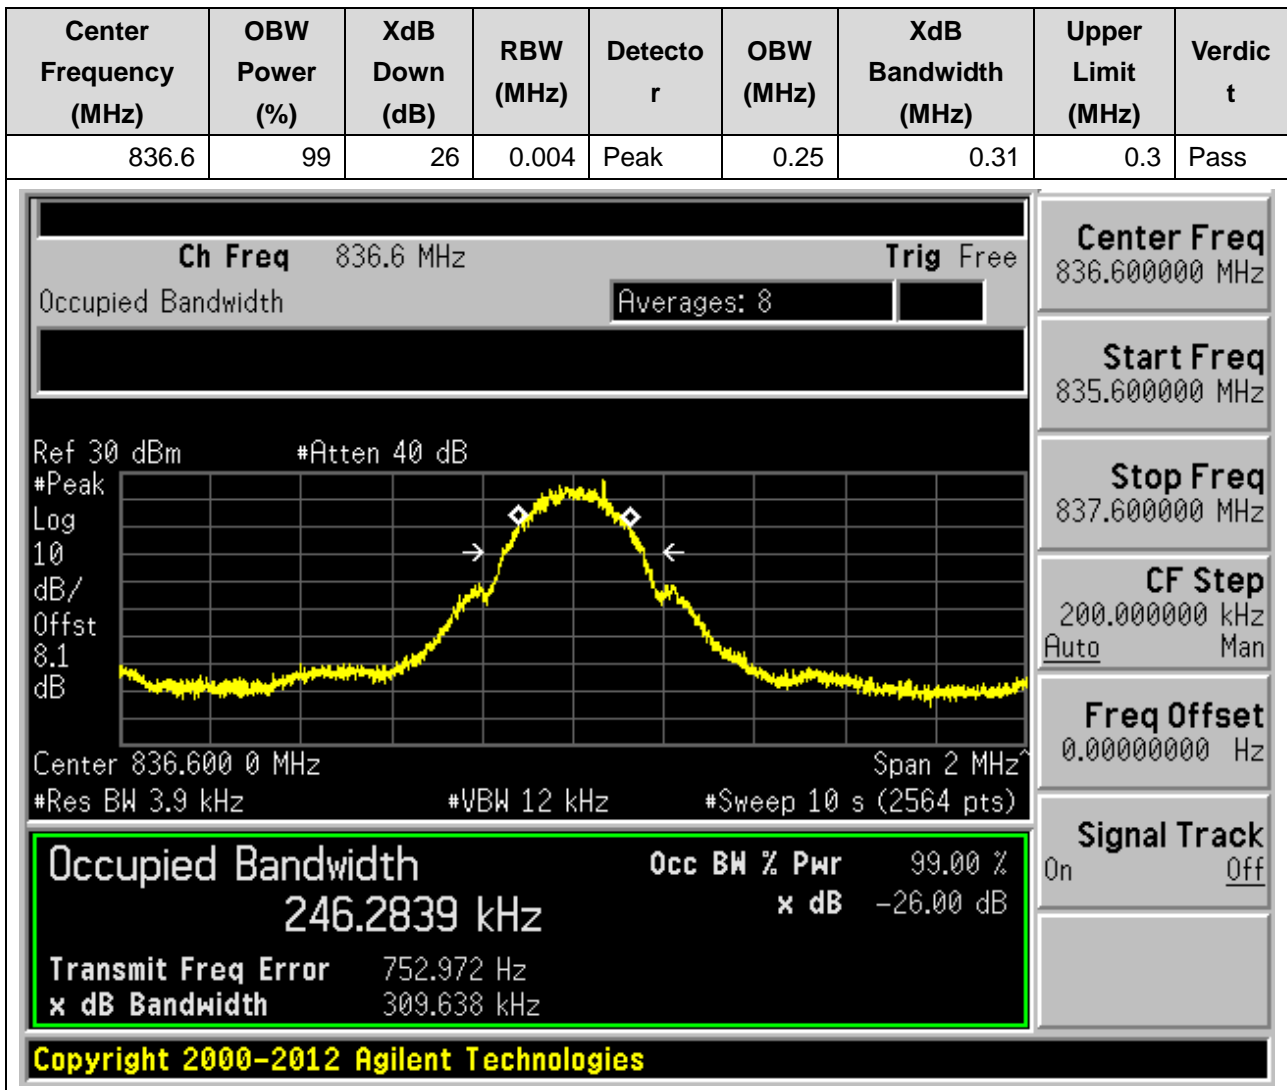 Center Frequency (MHz) OBW Power (%) XdB Down (dB) RBW (MHz) Detecto r OBW (MHz) XdB Bandwidth (MHz) Upper Limit (MHz) Verdic t
836.6 99 26 0.004 Peak 0.25 0.31 0.3 Pass
Ch Freq 836.6 MHz Trig Free
Occupied Bandwidth Averages: 8
Ref 30 dBm #Atten 40 dB
#Peak
Log
10
dB/
Offst
8.1
dB
Center 836.600 0 MHz Span 2 MHz^
#Res BW 3.9 kHz #VBW 12 kHz #Sweep 10 s (2564 pts)
Occupied Bandwidth Occ BW % Pwr 99.00 %
246.2839 kHz x dB -26.00 dB
Transmit Freq Error 752.972 Hz
x dB Bandwidth 309.638 kHz
Copyright 2000-2012 Agilent Technologies
Center Freq
836.600000 MHz
Start Freq
835.600000 MHz
Stop Freq
837.600000 MHz
CF Step
200.000000 kHz
Auto Man
Freq Offset
0.00000000 Hz
Signal Track
On Off